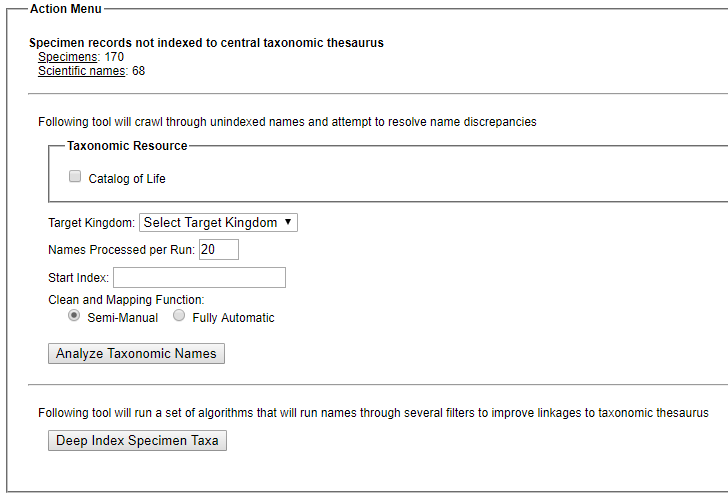 Action Menu
Specimen records not indexed to central taxonomic thesaurus
Specimens: 170
Scientific names: 68
Following tool will crawl through unindexed names and attempt to resolve name discrepancies
Taxonomic Resource
Catalog of Life
Target Kingdom: Select Target Kingdom
Names Processed per Run: 20
Start Index:
Clean and Mapping Function:
Semi-Manual Fully Automatic
Analyze Taxonomic Names
Following tool will run a set of algorithms that will run names through several filters to improve linkages to taxonomic thesaurus
Deep Index Specimen Taxa